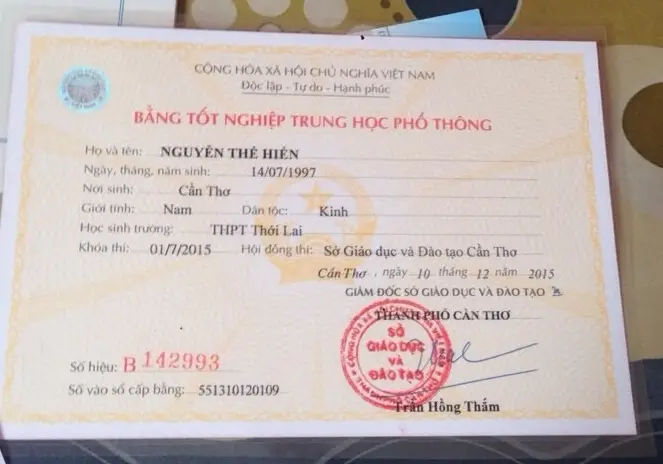 CỘNG HÒA XÃ HỘI CHỦ NGHĨA VIỆT NAM
Độc lập - Tự do - Hạnh phúc
BẰNG TỐT NGHIỆP TRUNG HỌC PHỔ THÔNG
Họ và tên: NGUYỄN THẾ HIỂN
Ngày, tháng, năm sinh: 14/07/1997
Nơi sinh: Cần Thơ
Giới tính: Nam Dân tộc: Kinh
Học sinh trường: THPT Thới Lai
Khóa thi: 01/7/2015 Hội đồng thi: Sở Giáo dục và Đào tạo Cần Thơ
Cần Thơ, ngày 10 tháng 12 năm 2015
GIÁM ĐỐC SỞ GIÁO DỤC VÀ ĐÀO TẠO
THÀNH PHỐ CẦN THƠ
SỞ
GIÁO DỤC
VÀ
ĐÀO TẠO
Số hiệu: B 142993
Số vào sổ cấp bằng: 551310120109
Trần Hồng Thắm